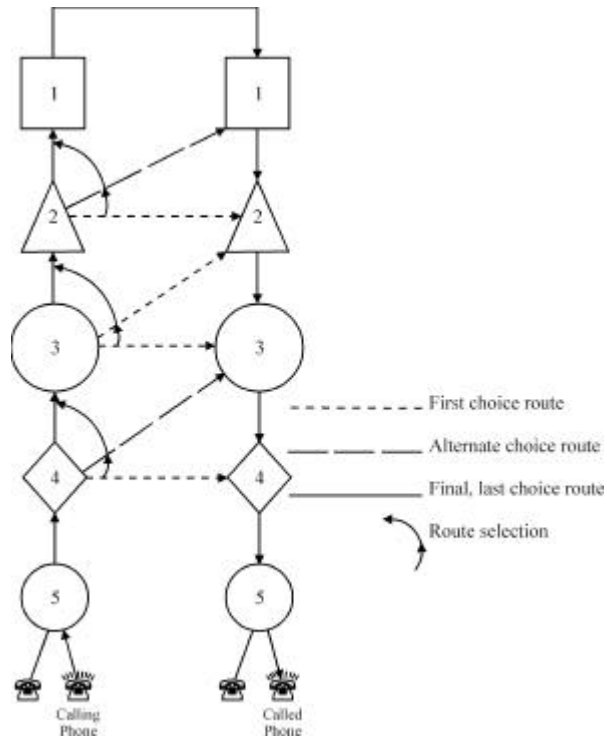 1
1
2
2
3
3
First choice route
4
4
Alternate choice route
Final, last choice route
Route selection
5
5
Calling
Phone
Called
Phone